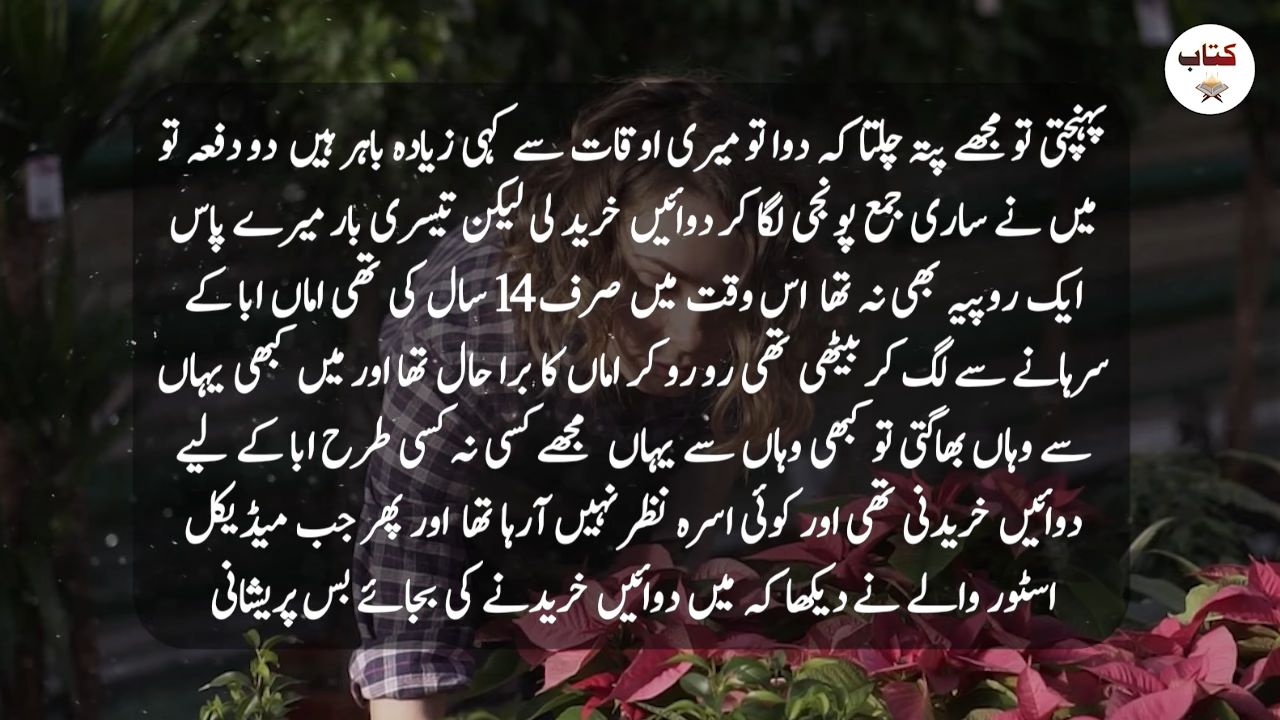 کتاب
پہنچتی تو مجھے پتہ چلتا کہ دوا تو میری اوقات سے کہی زیادہ باہر ہیں دو دفعہ تو
میں نے ساری جمع پونجی لگا کر دوائیں خرید لی لیکن تیسری بار میرے پاس
ایک روپیہ بھی نہ تھا اس وقت میں صرف 14 سال کی تھی اماں ابا کے
سرہانے سے لگ کر بیٹھی تھی رو رو کر اماں کا برا حال تھا اور میں کبھی یہاں
سے وہاں بھاگتی تو کبھی وہاں سے یہاں مجھے کسی نہ کسی طرح ابا کے لیے
دوائیں خریدنی تھی اور کوئی اسرہ نظر نہیں آرہا تھا اور پھر جب میڈیکل
اسٹور والے نے دیکھا کہ میں دوائیں خریدنے کی بجائے بس پریشانی